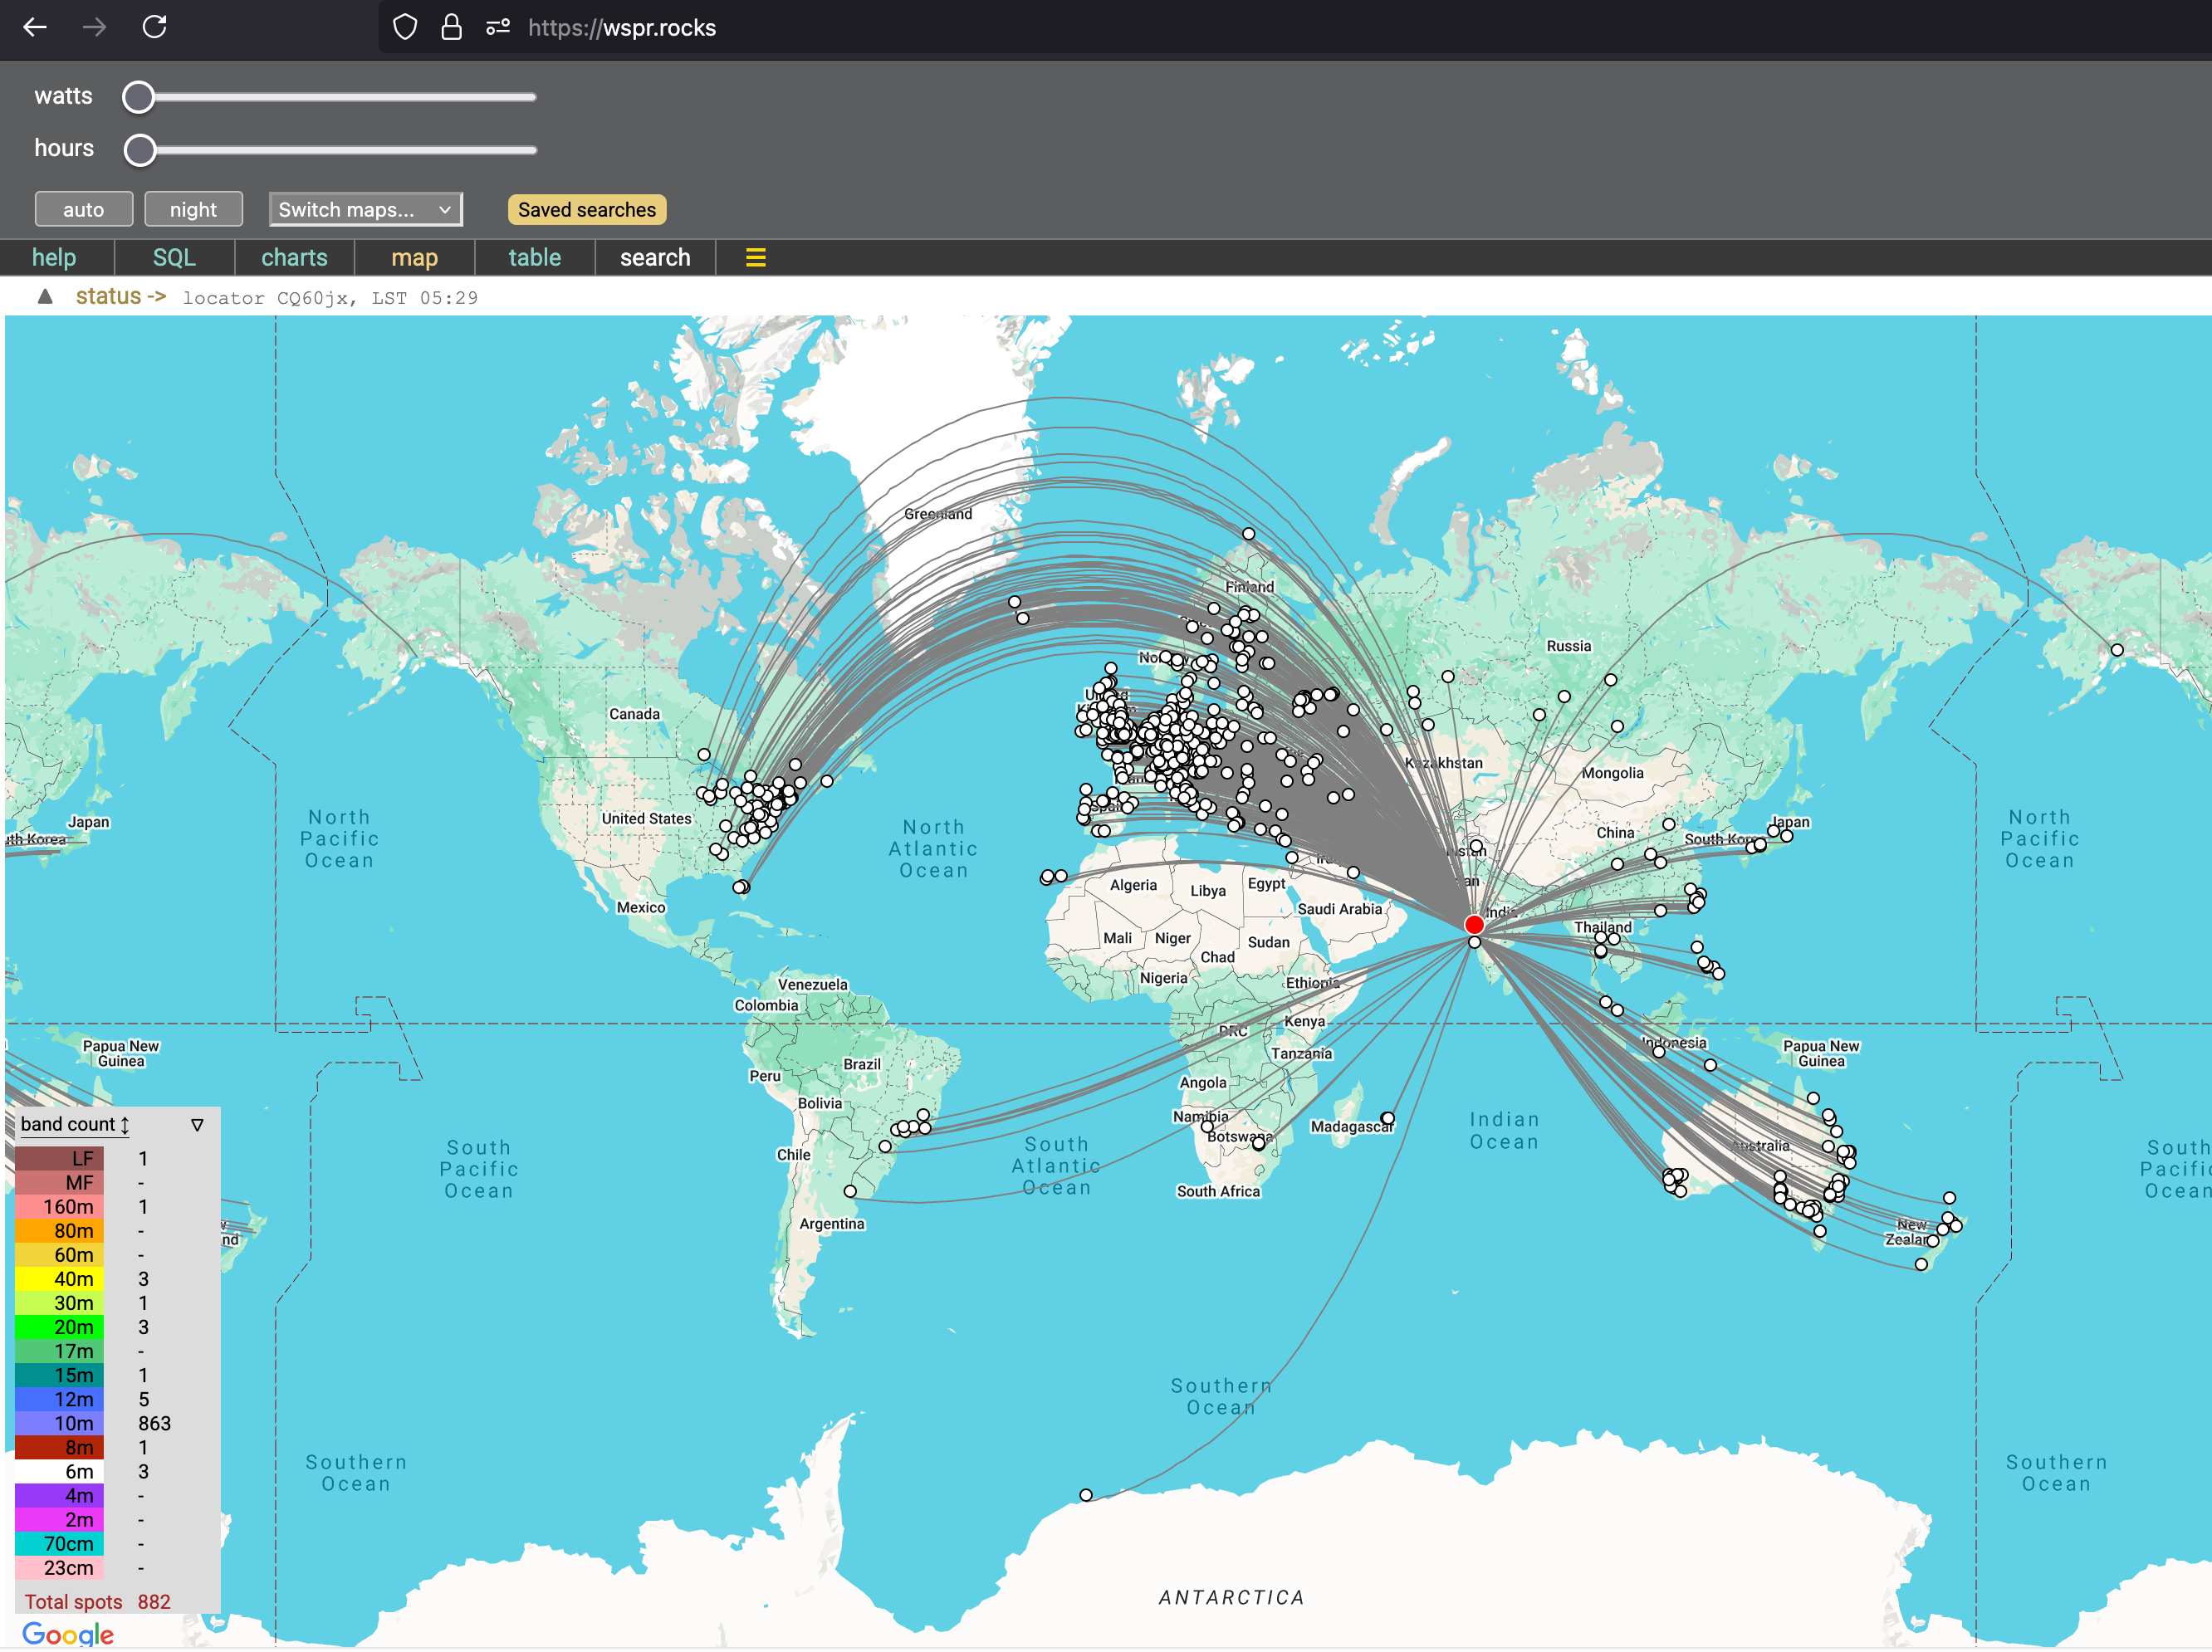 https://wspr.rocks
watts
hours
auto night Switch maps... Saved searches
help SQL charts map table search
▲ status -> locator CQ60jx, LST 05:29
Greenland
Finland
Norway
Russia
United
Kingdom
Canada
Kazakhstan
Mongolia
North
Pacific
Ocean
Japan
United States
North
Atlantic
Ocean
Spain
China
South Korea
Japan
North
Pacific
Ocean
th Korea
Iraq
Algeria
Libya
Egypt
Mexico
Saudi Arabia
India
Thailand
Mali
Niger
Chad
Sudan
Nigeria
Ethiopia
Venezuela
Colombia
DRC
Kenya
Tanzania
Indonesia
Papua New
Guinea
Papua New
Guinea
Peru
Brazil
Angola
Bolivia
Namibia
Botswana
Madagascar
Indian
Ocean
Australia
South
Pacific
Ocean
Chile
South
Atlantic
Ocean
South
Pacific
Ocean
South Africa
Argentina
New
Zealand
nd
Southern
Ocean
Southern
Ocean
Southern
Ocean
ANTARCTICA
band count ↕ ▽
LF 1
MF -
160m 1
80m -
60m -
40m 3
30m 1
20m 3
17m -
15m 1
12m 5
10m 863
8m 1
6m 3
4m -
2m -
70cm -
23cm -
Total spots 882
Google